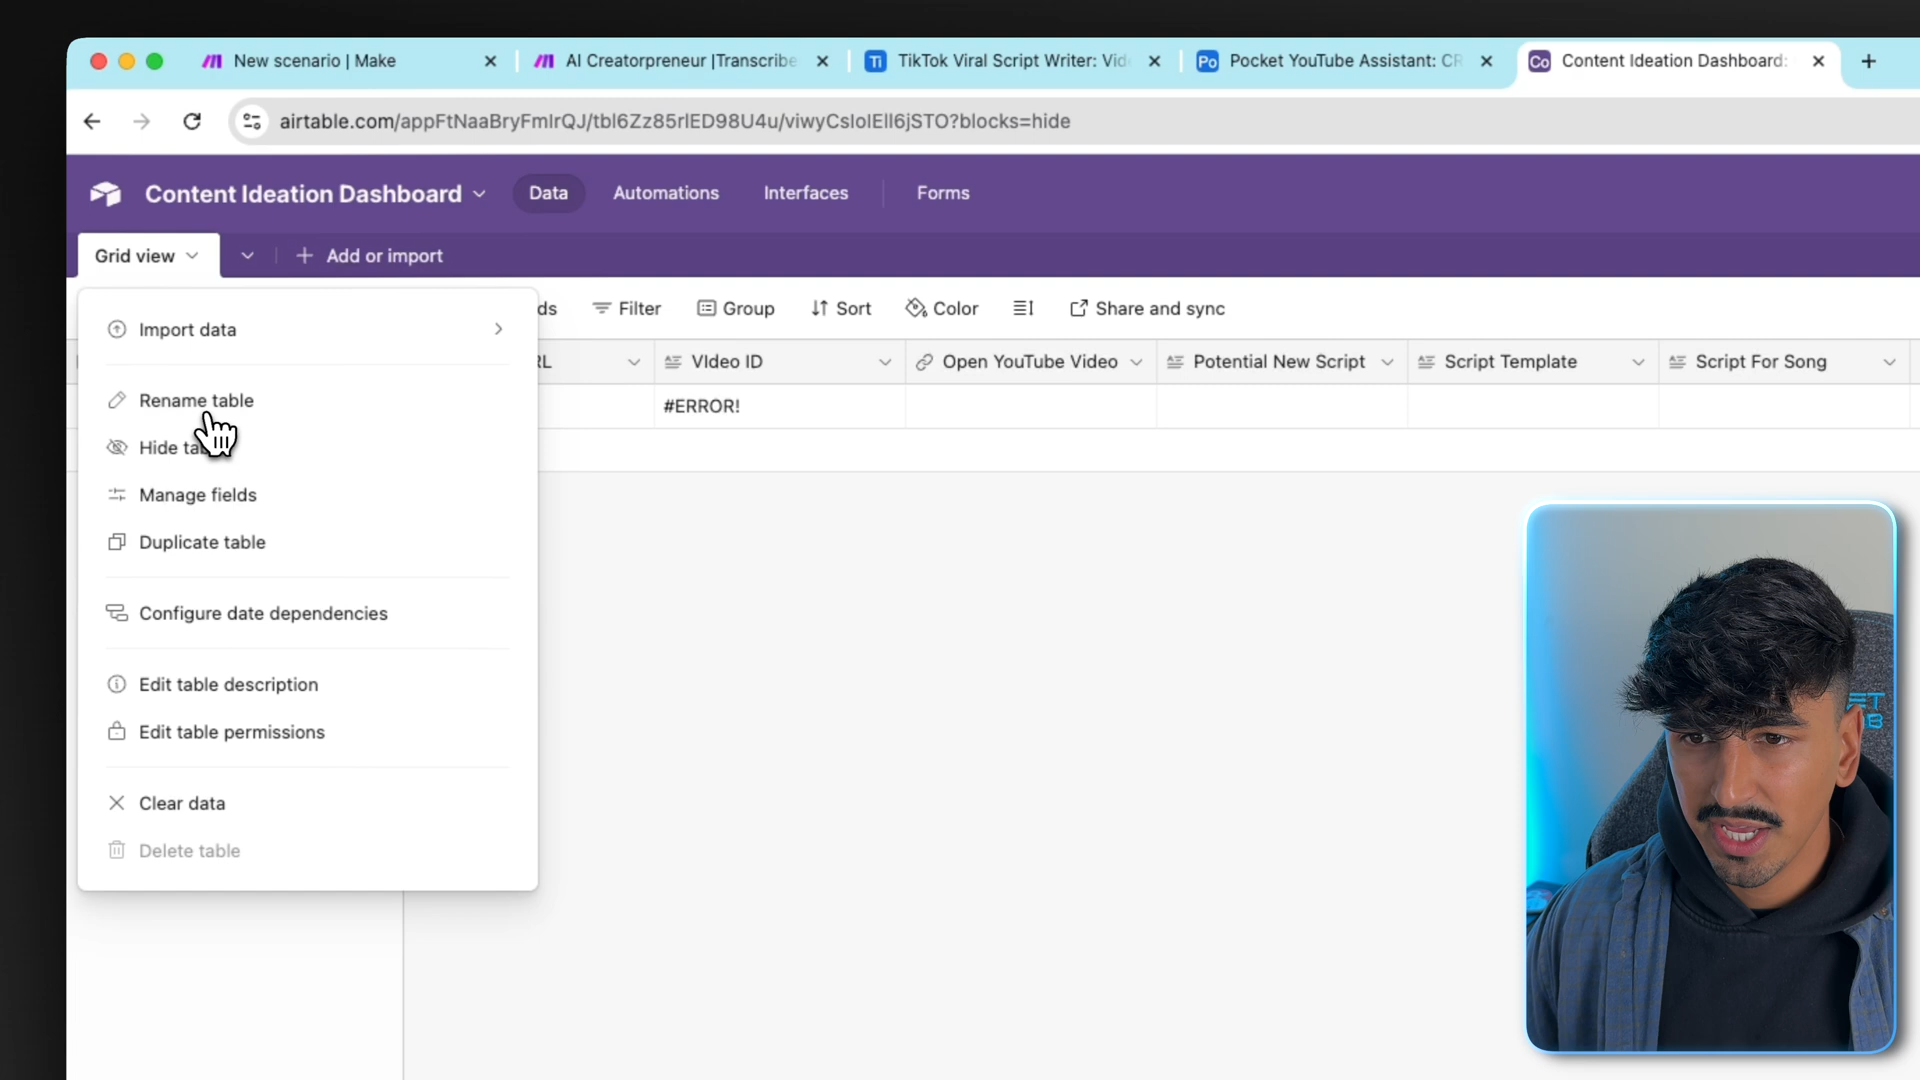 New scenario | Make
AI Creatorpreneur |Transcribe
TikTok Viral Script Writer: Vid
Pocket YouTube Assistant: CR
Content Ideation Dashboard:
airtable.com/appFtNaaBryFmIrQJ/tbl6Zz85rIED98U4u/viwyCsIoIEIl6jSTO?blocks=hide
Content Ideation Dashboard
Data
Automations
Interfaces
Forms
Grid view
Add or import
ds
Filter
Group
Sort
Color
Share and sync
Import data
RL
VIdeo ID
Open YouTube Video
Potential New Script
Script Template
Script For Song
Rename table
#ERROR!
Hide ta
Manage fields
Duplicate table
Configure date dependencies
Edit table description
Edit table permissions
Clear data
Delete table